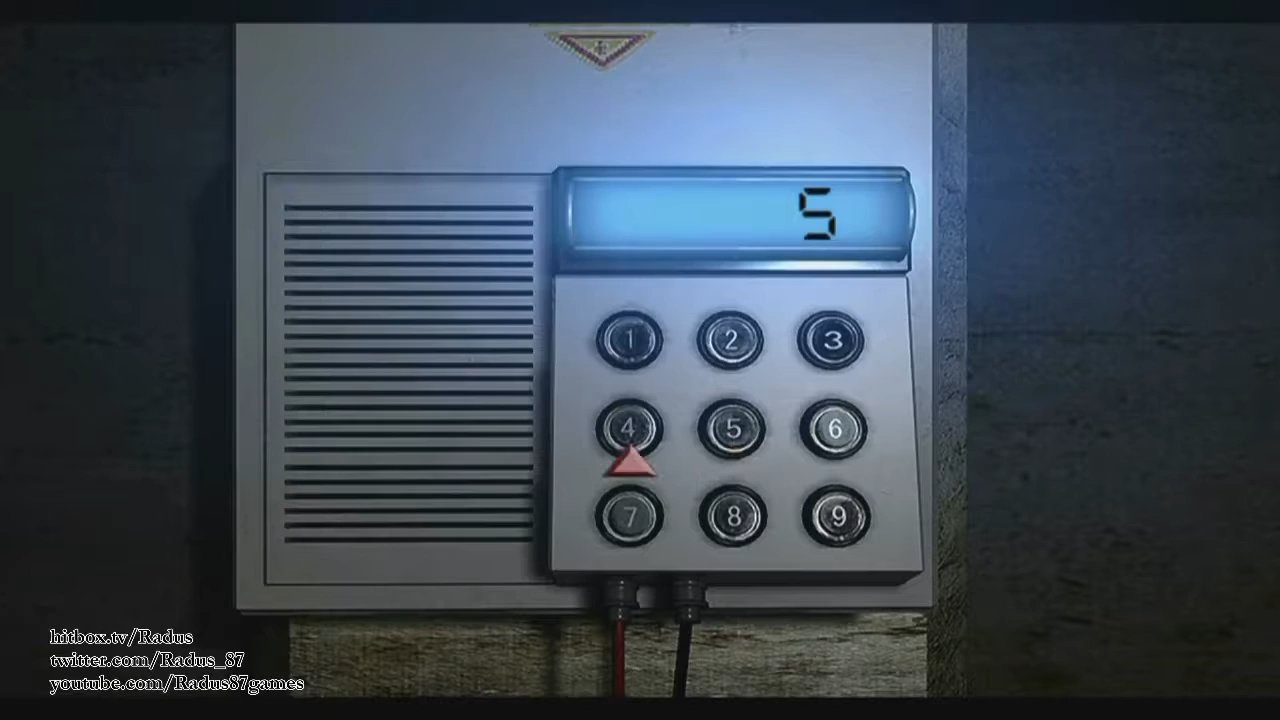 5
1 2 3
4 5 6
7 8 9
hitbox.tv/Radus
twitter.com/Radus_87
youtube.com/Radus87games